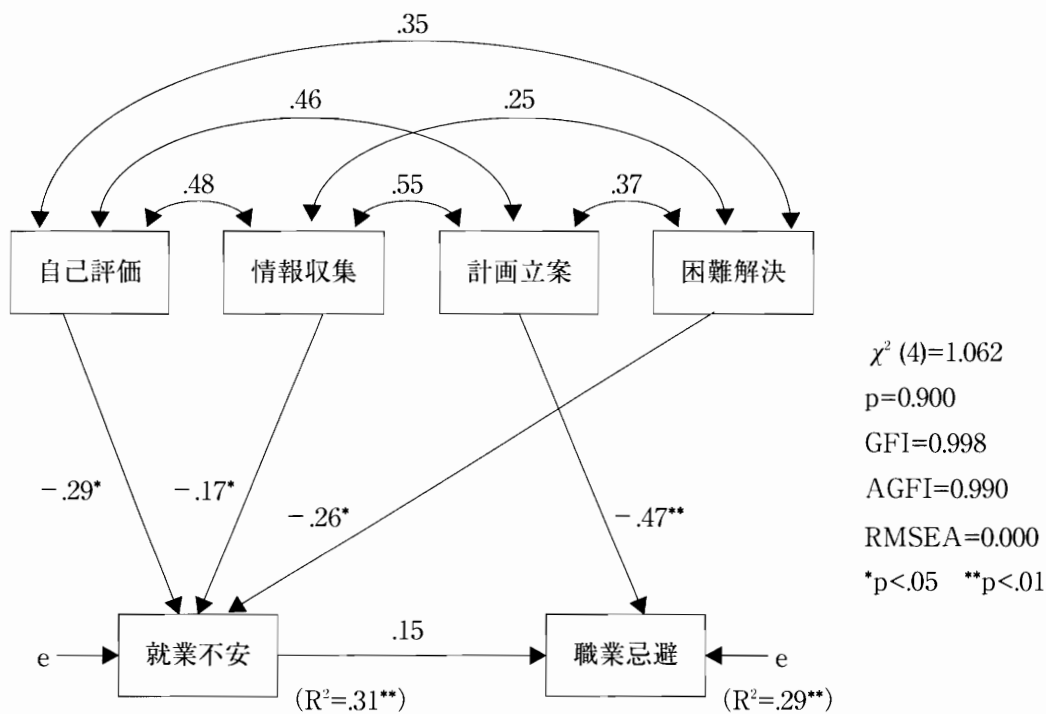 .35
.46
.25
.48
.55
.37
自己評価
情報収集
計画立案
困難解決
χ² (4)=1.062
p=0.900
GFI=0.998
AGFI=0.990
RMSEA=0.000
*p<.05 **p<.01
−.29*
−.17*
−.26*
−.47**
e
就業不安
.15
職業忌避
e
(R²=.31**)
(R²=.29**)